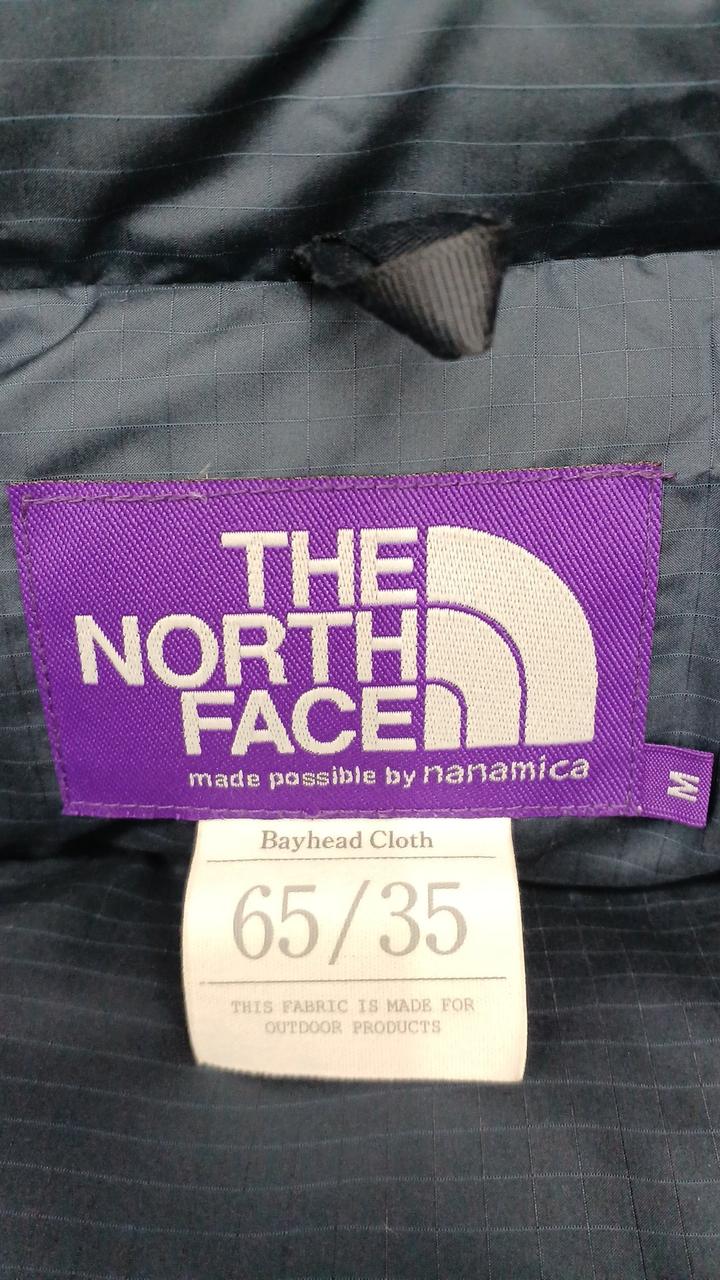 THE
NORTH
FACE
made possible by nanamica
M
Bayhead Cloth
65/35
THIS FABRIC IS MADE FOR
OUTDOOR PRODUCTS